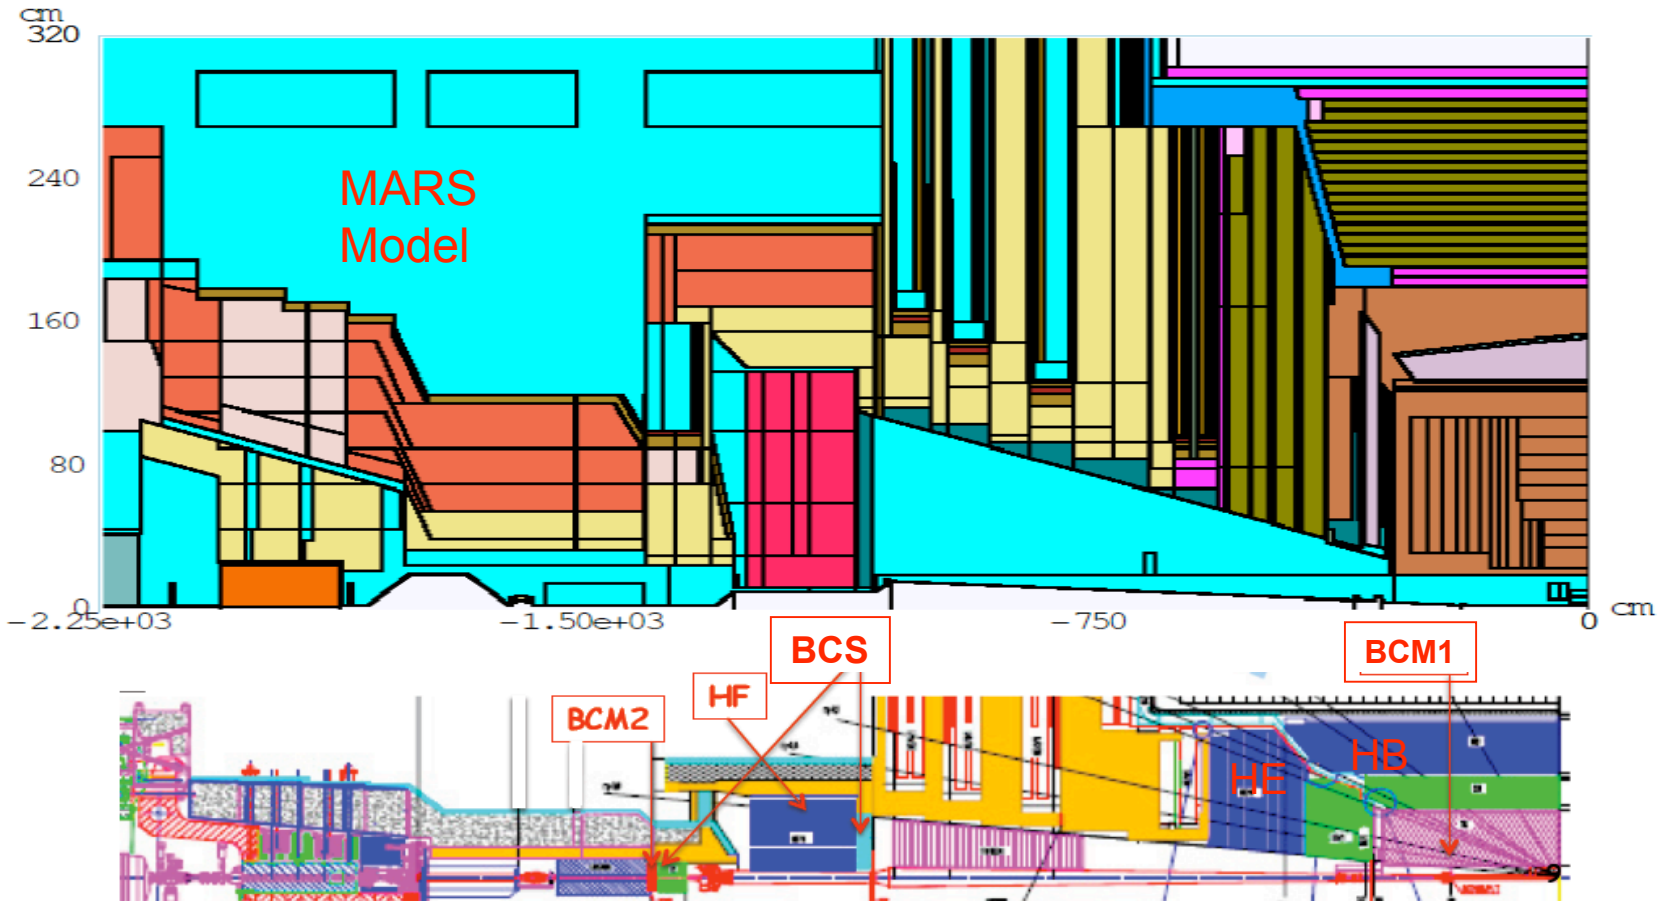 cm
320
240
160
80
0
MARS
Model
-2.25e+03
-1.50e+03
-750
0
cm
BCS
BCM1
HF
BCM2
HE
HB